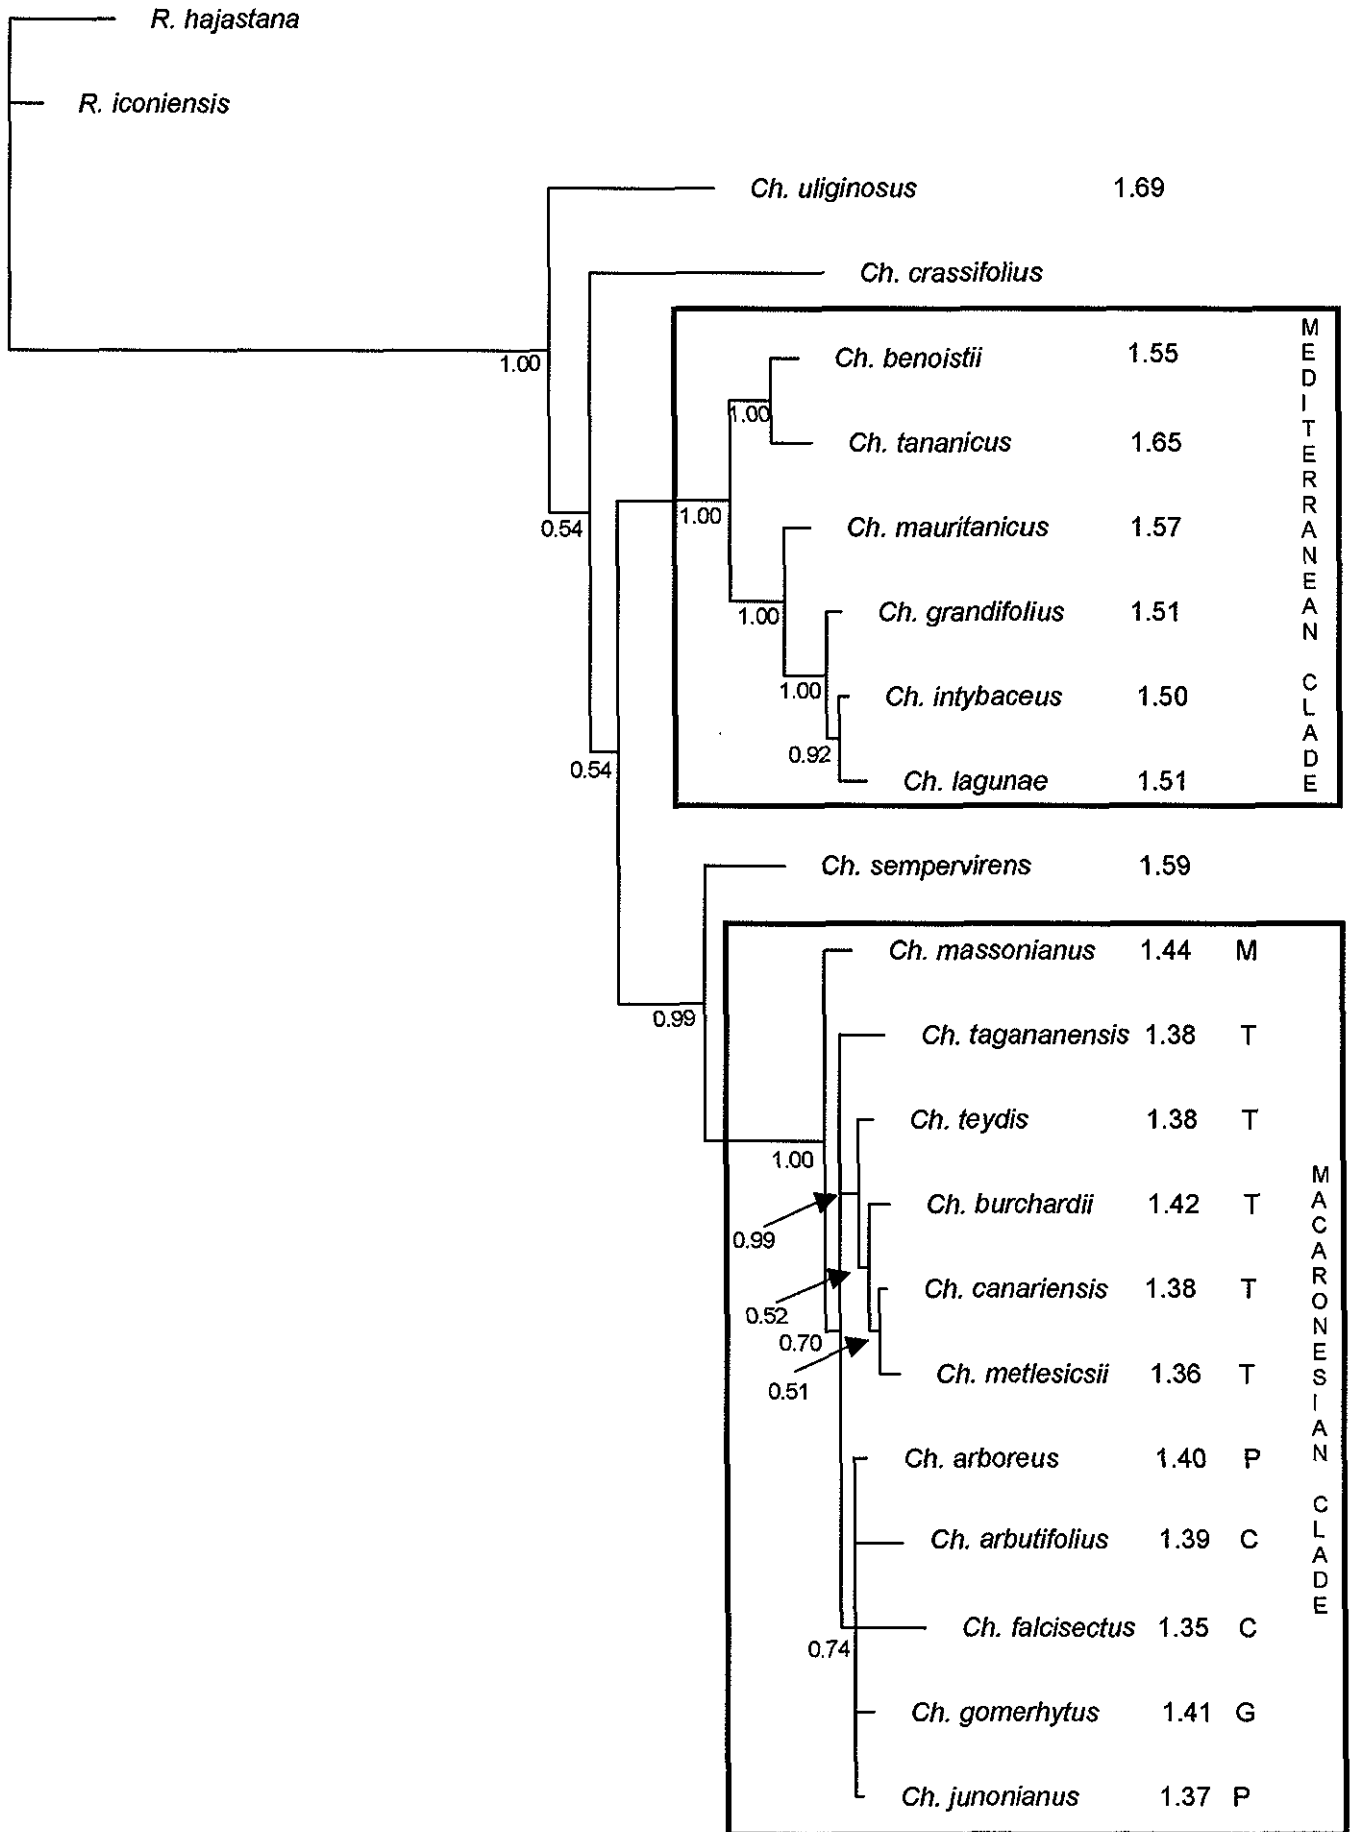 R. hajastana
R. iconiensis
Ch. uliginosus 1.69
Ch. crassifolius
1.00
Ch. benoistii 1.55
1.00
Ch. tananicus 1.65
1.00
0.54
Ch. mauritanicus 1.57
1.00
Ch. grandifolius 1.51
1.00
Ch. intybaceus 1.50
0.92
0.54
Ch. lagunae 1.51
MEDITERRANEAN CLADE
Ch. sempervirens 1.59
0.99
Ch. massonianus 1.44 M
Ch. tagananensis 1.38 T
Ch. teydis 1.38 T
1.00
Ch. burchardii 1.42 T
0.99
Ch. canariensis 1.38 T
0.52
0.70
Ch. metlesicsii 1.36 T
0.51
Ch. arboreus 1.40 P
Ch. arbutifolius 1.39 C
Ch. falcisectus 1.35 C
0.74
Ch. gomerhytus 1.41 G
Ch. junonianus 1.37 P
MACARONESIAN CLADE